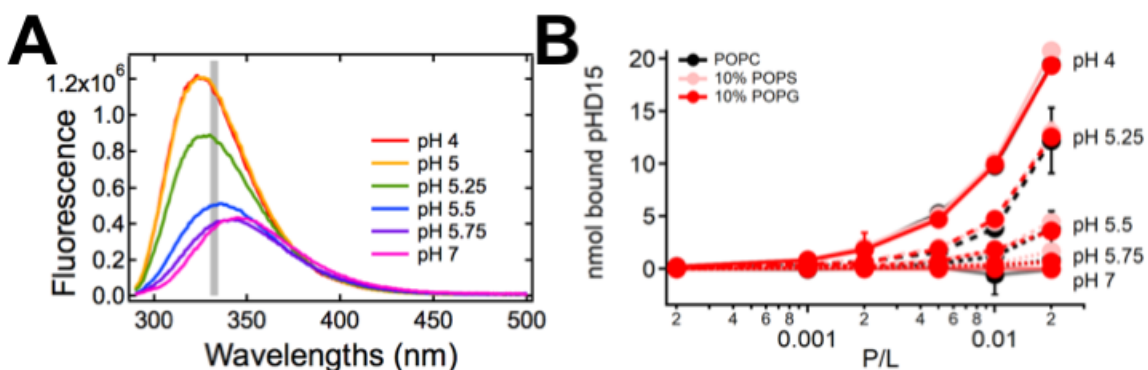 A
1.2x10⁶
1.0
0.8
0.6
0.4
0.2
0.0
Fluorescence
pH 4
pH 5
pH 5.25
pH 5.5
pH 5.75
pH 7
300
350
400
450
500
Wavelengths (nm)
B
20
15
10
5
0
nmol bound pHD15
POPC
10% POPS
10% POPG
pH 4
pH 5.25
pH 5.5
pH 5.75
pH 7
2 4 6 8 2 4 6 8 2
0.001 0.01
P/L